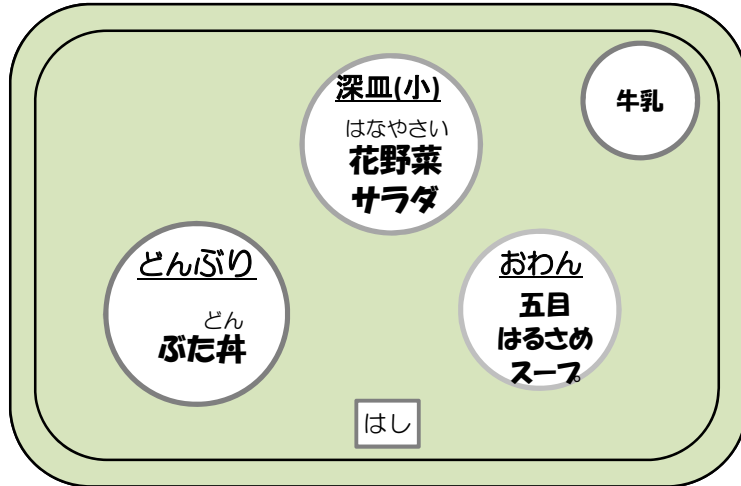 深皿(小)
はなやさい
花野菜
サラダ
牛乳
どんぶり
どん
ぶた丼
おわん
五目
はるさめ
スープ
はし